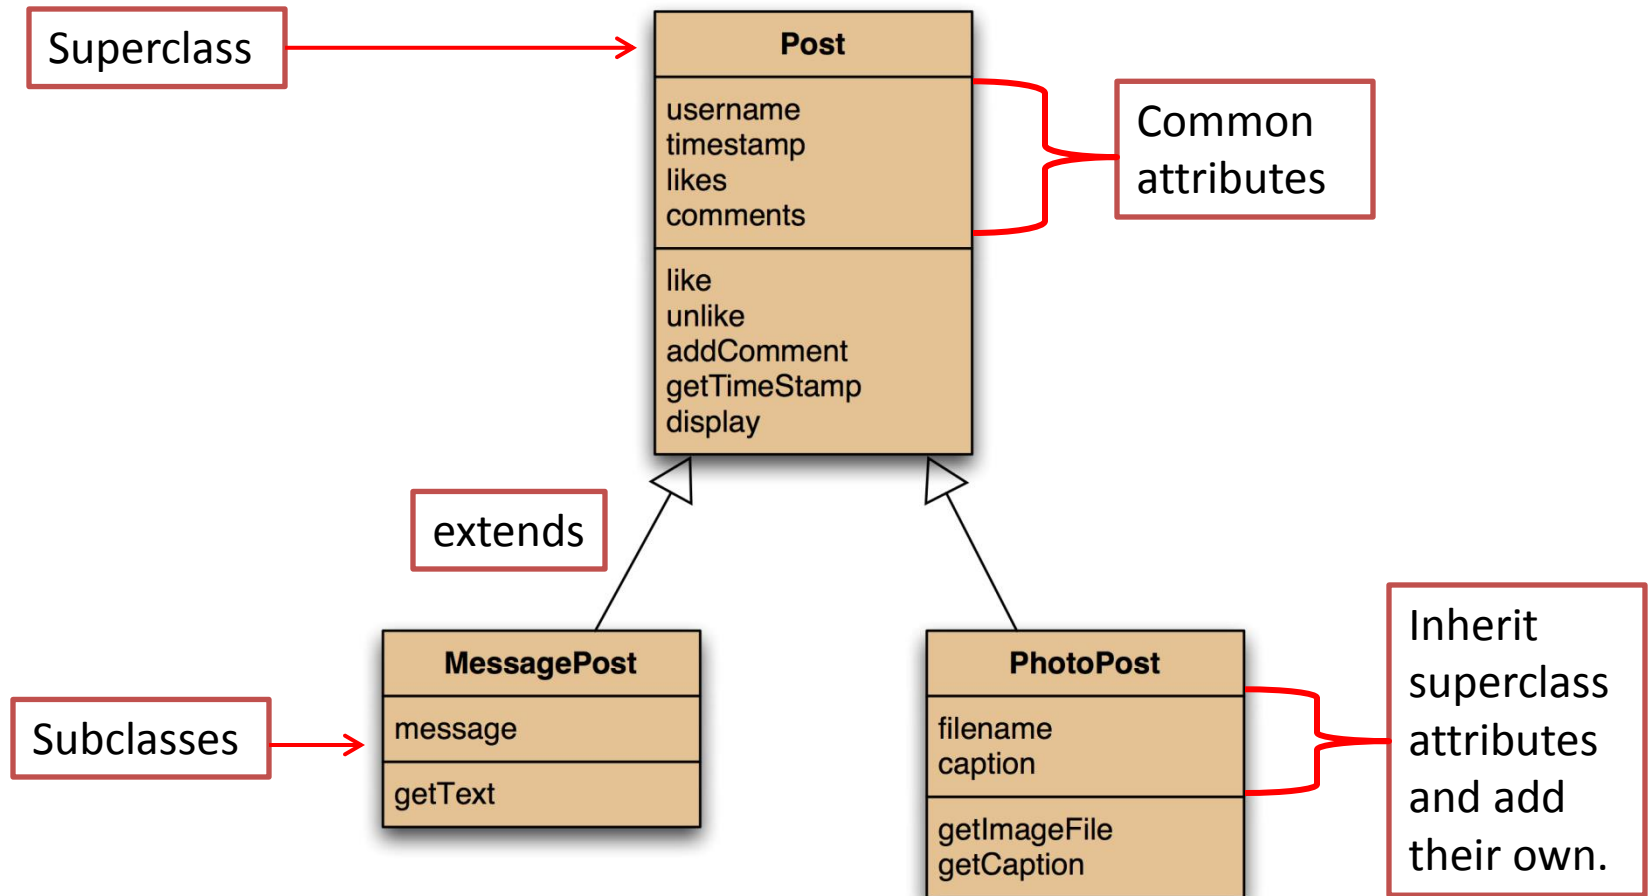 Superclass
Post
username
timestamp
likes
comments
Common
attributes
like
unlike
addComment
getTimeStamp
display
extends
MessagePost
message
getText
Subclasses
PhotoPost
filename
caption
getImageFile
getCaption
Inherit
superclass
attributes
and add
their own.